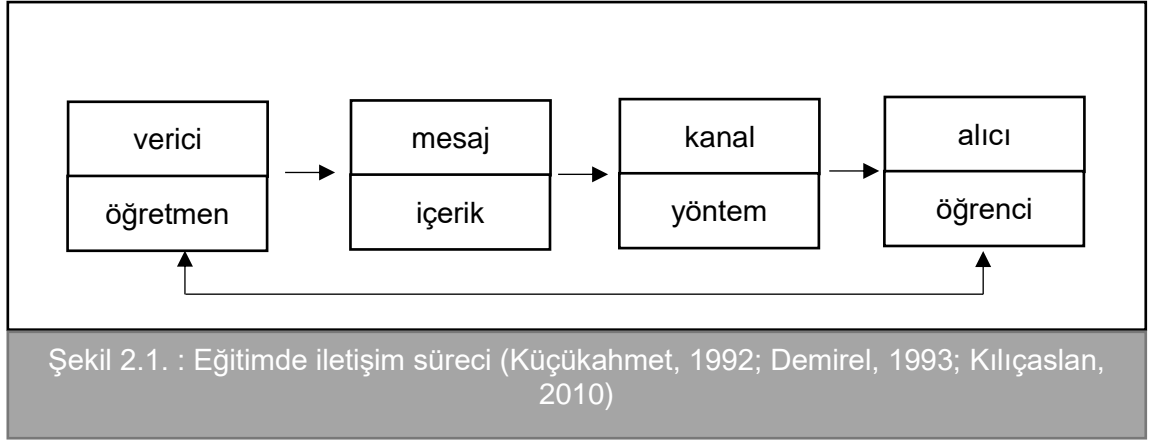 verici
öğretmen
mesaj
içerik
kanal
yöntem
alıcı
öğrenci
Şekil 2.1. : Eğitimde iletişim süreci (Küçükahmet, 1992; Demirel, 1993; Kılıçaslan,
2010)